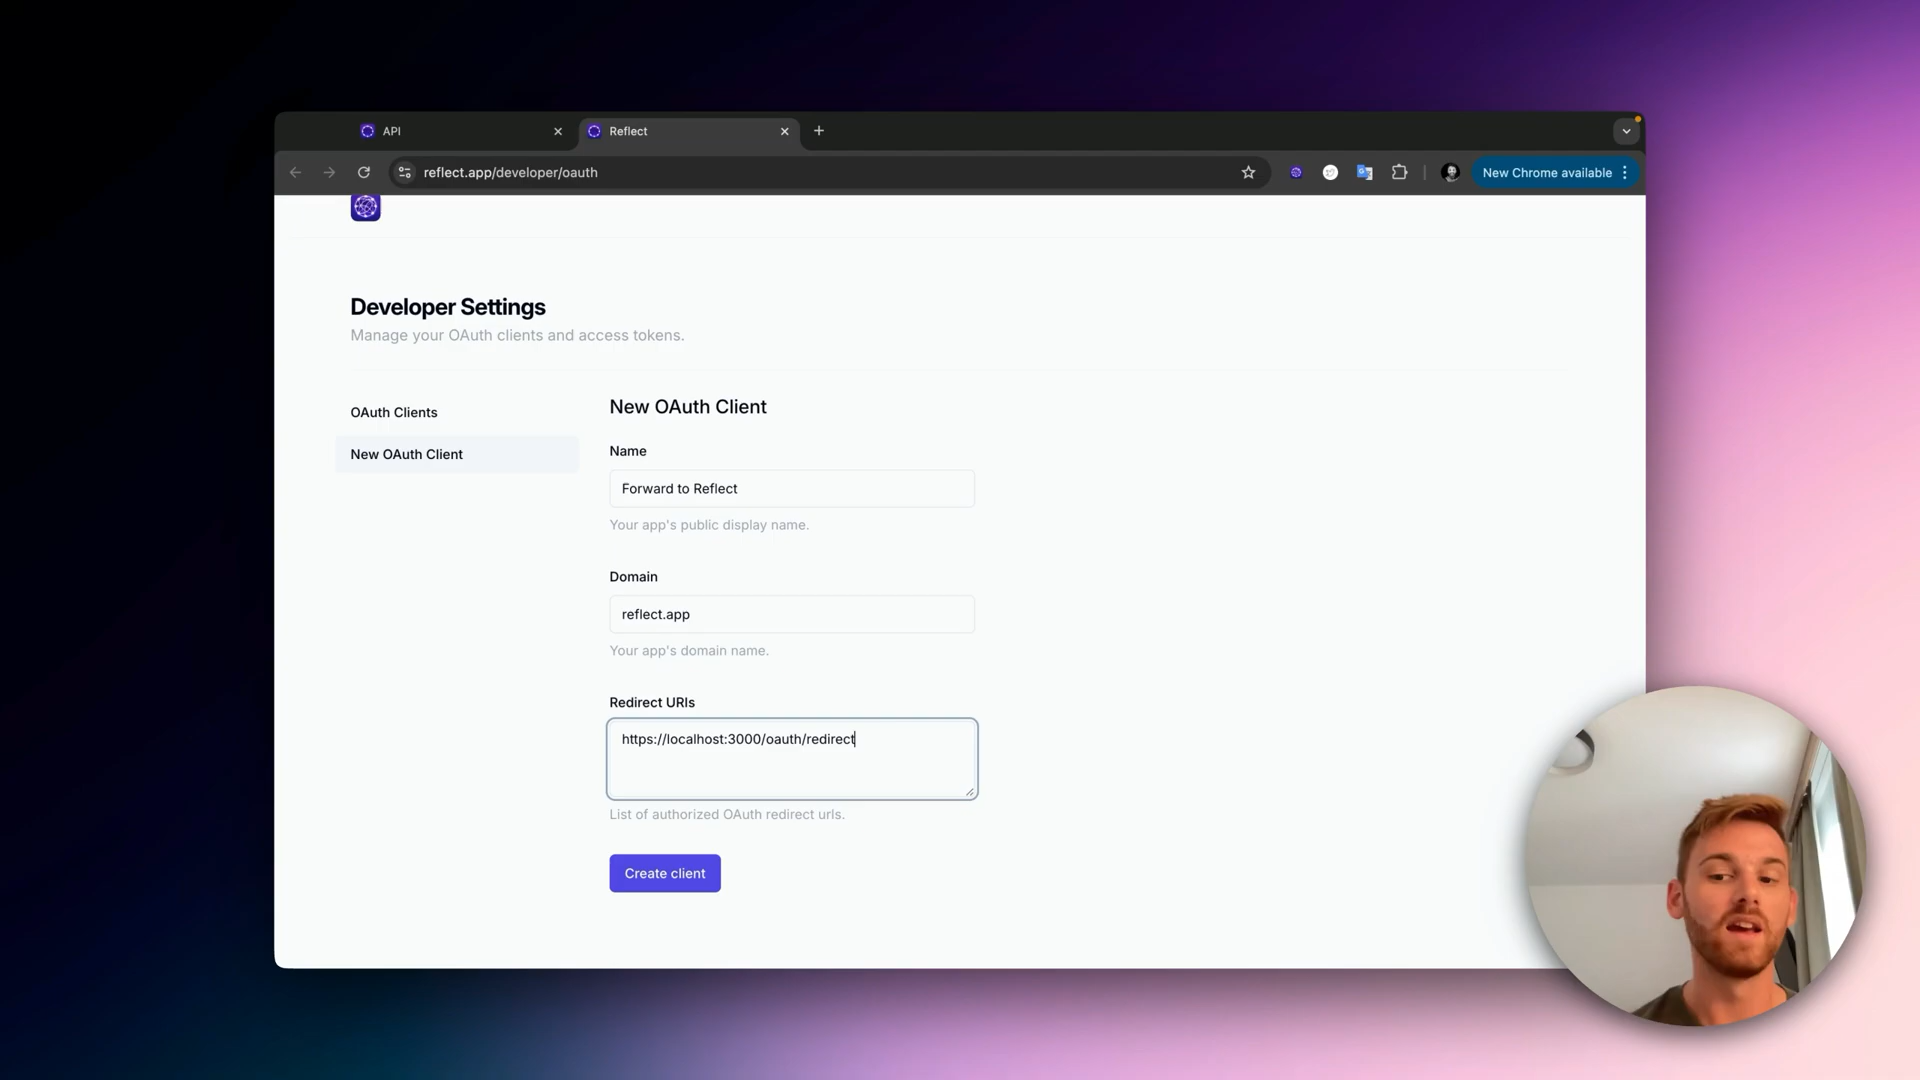 API
Reflect
reflect.app/developer/oauth
New Chrome available
Developer Settings
Manage your OAuth clients and access tokens.
OAuth Clients
New OAuth Client
New OAuth Client
Name
Forward to Reflect
Your app's public display name.
Domain
reflect.app
Your app's domain name.
Redirect URIs
https://localhost:3000/oauth/redirect
List of authorized OAuth redirect urls.
Create client